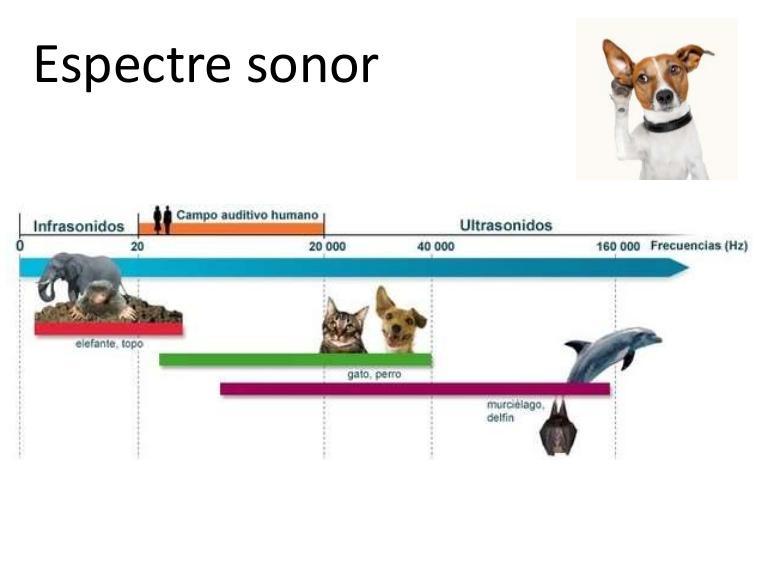 Espectre sonor
Infrasonidos
Campo auditivo humano
Ultrasonidos
0
20
20 000
40 000
160 000
Frecuencias (Hz)
elefante, topo
gato, perro
murciélago,
delfín